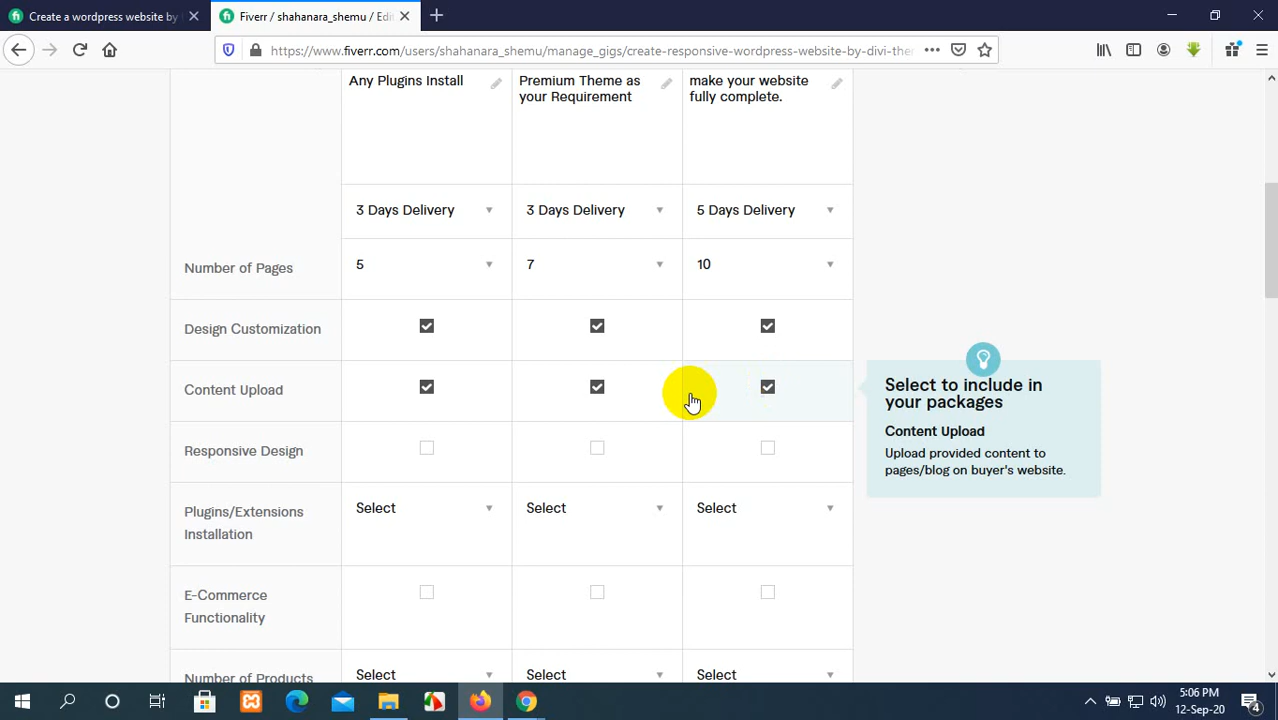 Create a wordpress website by
Fiverr / shahanara_shemu / Edi
https://www.fiverr.com/users/shahanara_shemu/manage_gigs/create-responsive-wordpress-website-by-divi-the
Any Plugins Install
Premium Theme as
your Requirement
make your website
fully complete.
3 Days Delivery
3 Days Delivery
5 Days Delivery
Number of Pages
5
7
10
Design Customization
Content Upload
Select to include in
your packages
Content Upload
Upload provided content to
pages/blog on buyer's website.
Responsive Design
Plugins/Extensions
Installation
Select
Select
Select
E-Commerce
Functionality
Number of Products
Select
Select
Select
5:06 PM
12-Sep-20
4